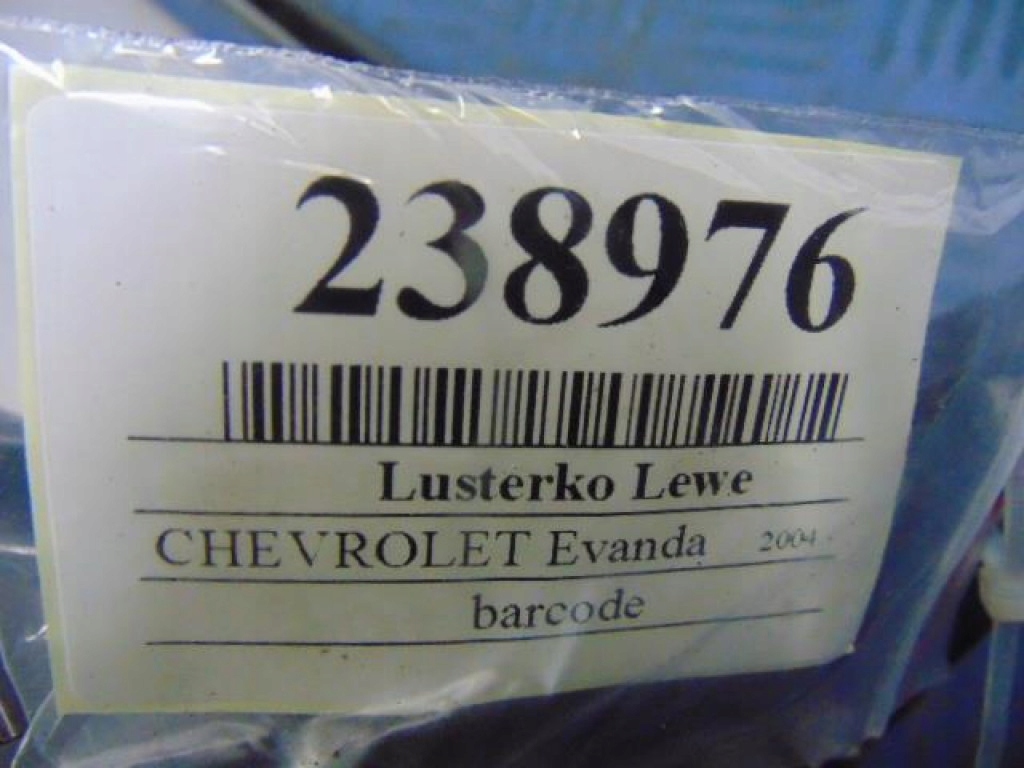 238976
Lusterko Lewe
CHEVROLET Evanda 2004 -
barcode